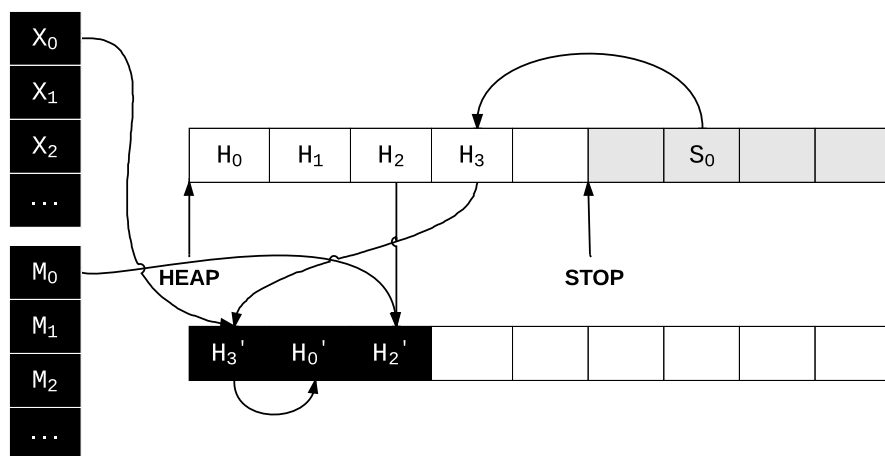 X₀
X₁
X₂
...
H₀ H₁ H₂ H₃ S₀
HEAP STOP
M₀
M₁
M₂
...
H₃' H₀' H₂'